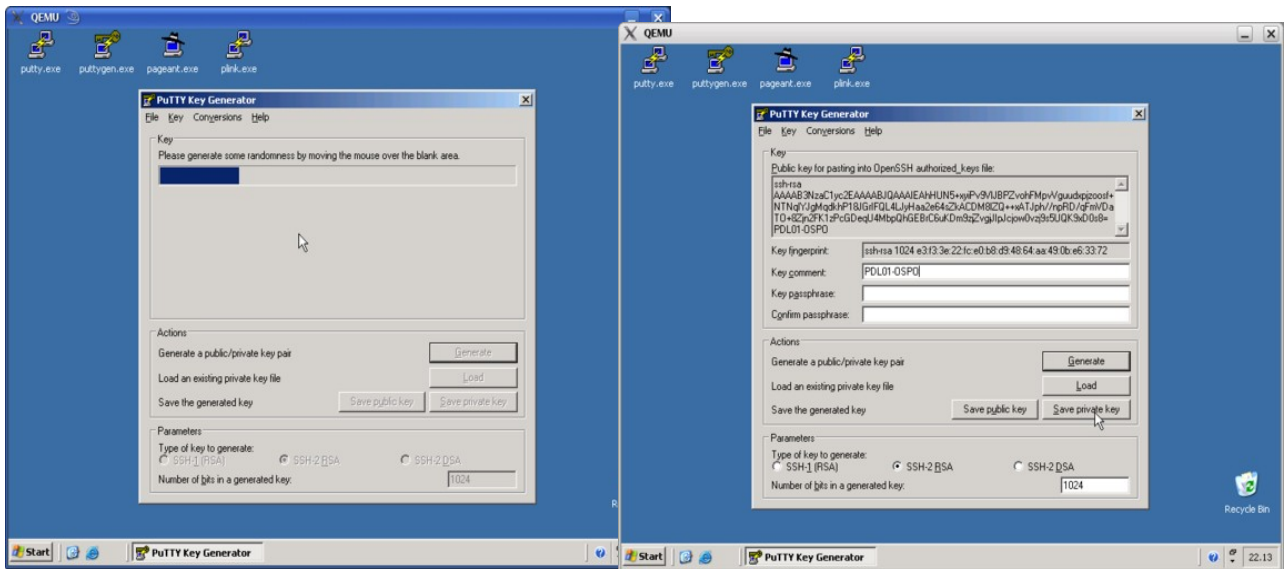 QEMU
putty.exe puttygen.exe pageant.exe plink.exe
PuTTY Key Generator
File Key Conversions Help
Key
Please generate some randomness by moving the mouse over the blank area.
Actions
Generate a public/private key pair
Generate
Load an existing private key file
Load
Save the generated key
Save public key
Save private key
Parameters
Type of key to generate:
SSH-1 (RSA) SSH-2 RSA SSH-2 DSA
Number of bits in a generated key:
1024
Start
PuTTY Key Generator
QEMU
putty.exe puttygen.exe pageant.exe plink.exe
PuTTY Key Generator
File Key Conversions Help
Key
Public key for pasting into OpenSSH authorized_keys file:
ssh-rsa
PDL01-OSPO
Key fingerprint:
ssh-rsa 1024 e3:f3:3e:22:fc:e0:b8:d9:48:64:aa:49:0b:e6:33:72
Key comment:
PDL01-OSPO
Key passphrase:
Confirm passphrase:
Actions
Generate a public/private key pair
Generate
Load an existing private key file
Load
Save the generated key
Save public key
Save private key
Parameters
Type of key to generate:
SSH-1 (RSA) SSH-2 RSA SSH-2 DSA
Number of bits in a generated key:
1024
Recycle Bin
Start
PuTTY Key Generator
22.13